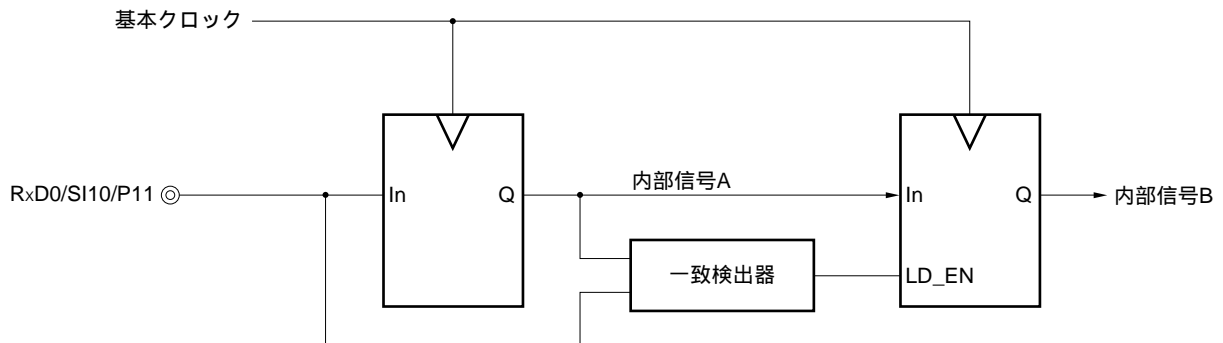 基本クロック
RxD0/SI10/P11
In
Q
内部信号A
In
Q
内部信号B
一致検出器
LD_EN